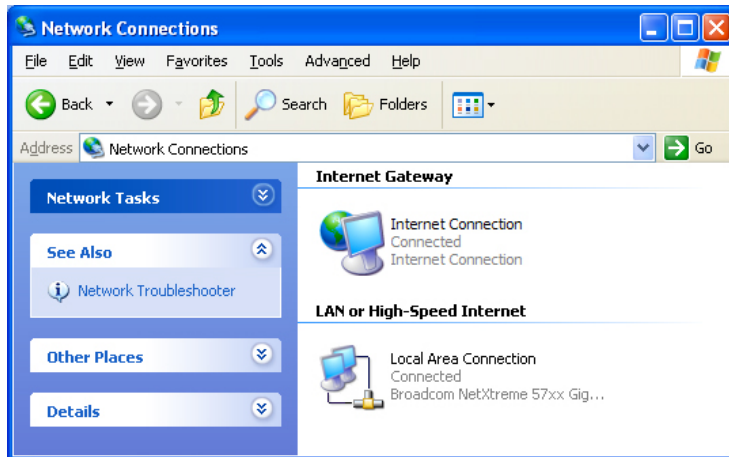 Network Connections
File Edit View Favorites Tools Advanced Help
Back Search Folders
Address Network Connections Go
Network Tasks
See Also
Network Troubleshooter
Other Places
Details
Internet Gateway
Internet Connection
Connected
Internet Connection
LAN or High-Speed Internet
Local Area Connection
Connected
Broadcom NetXtreme 57xx Gig...